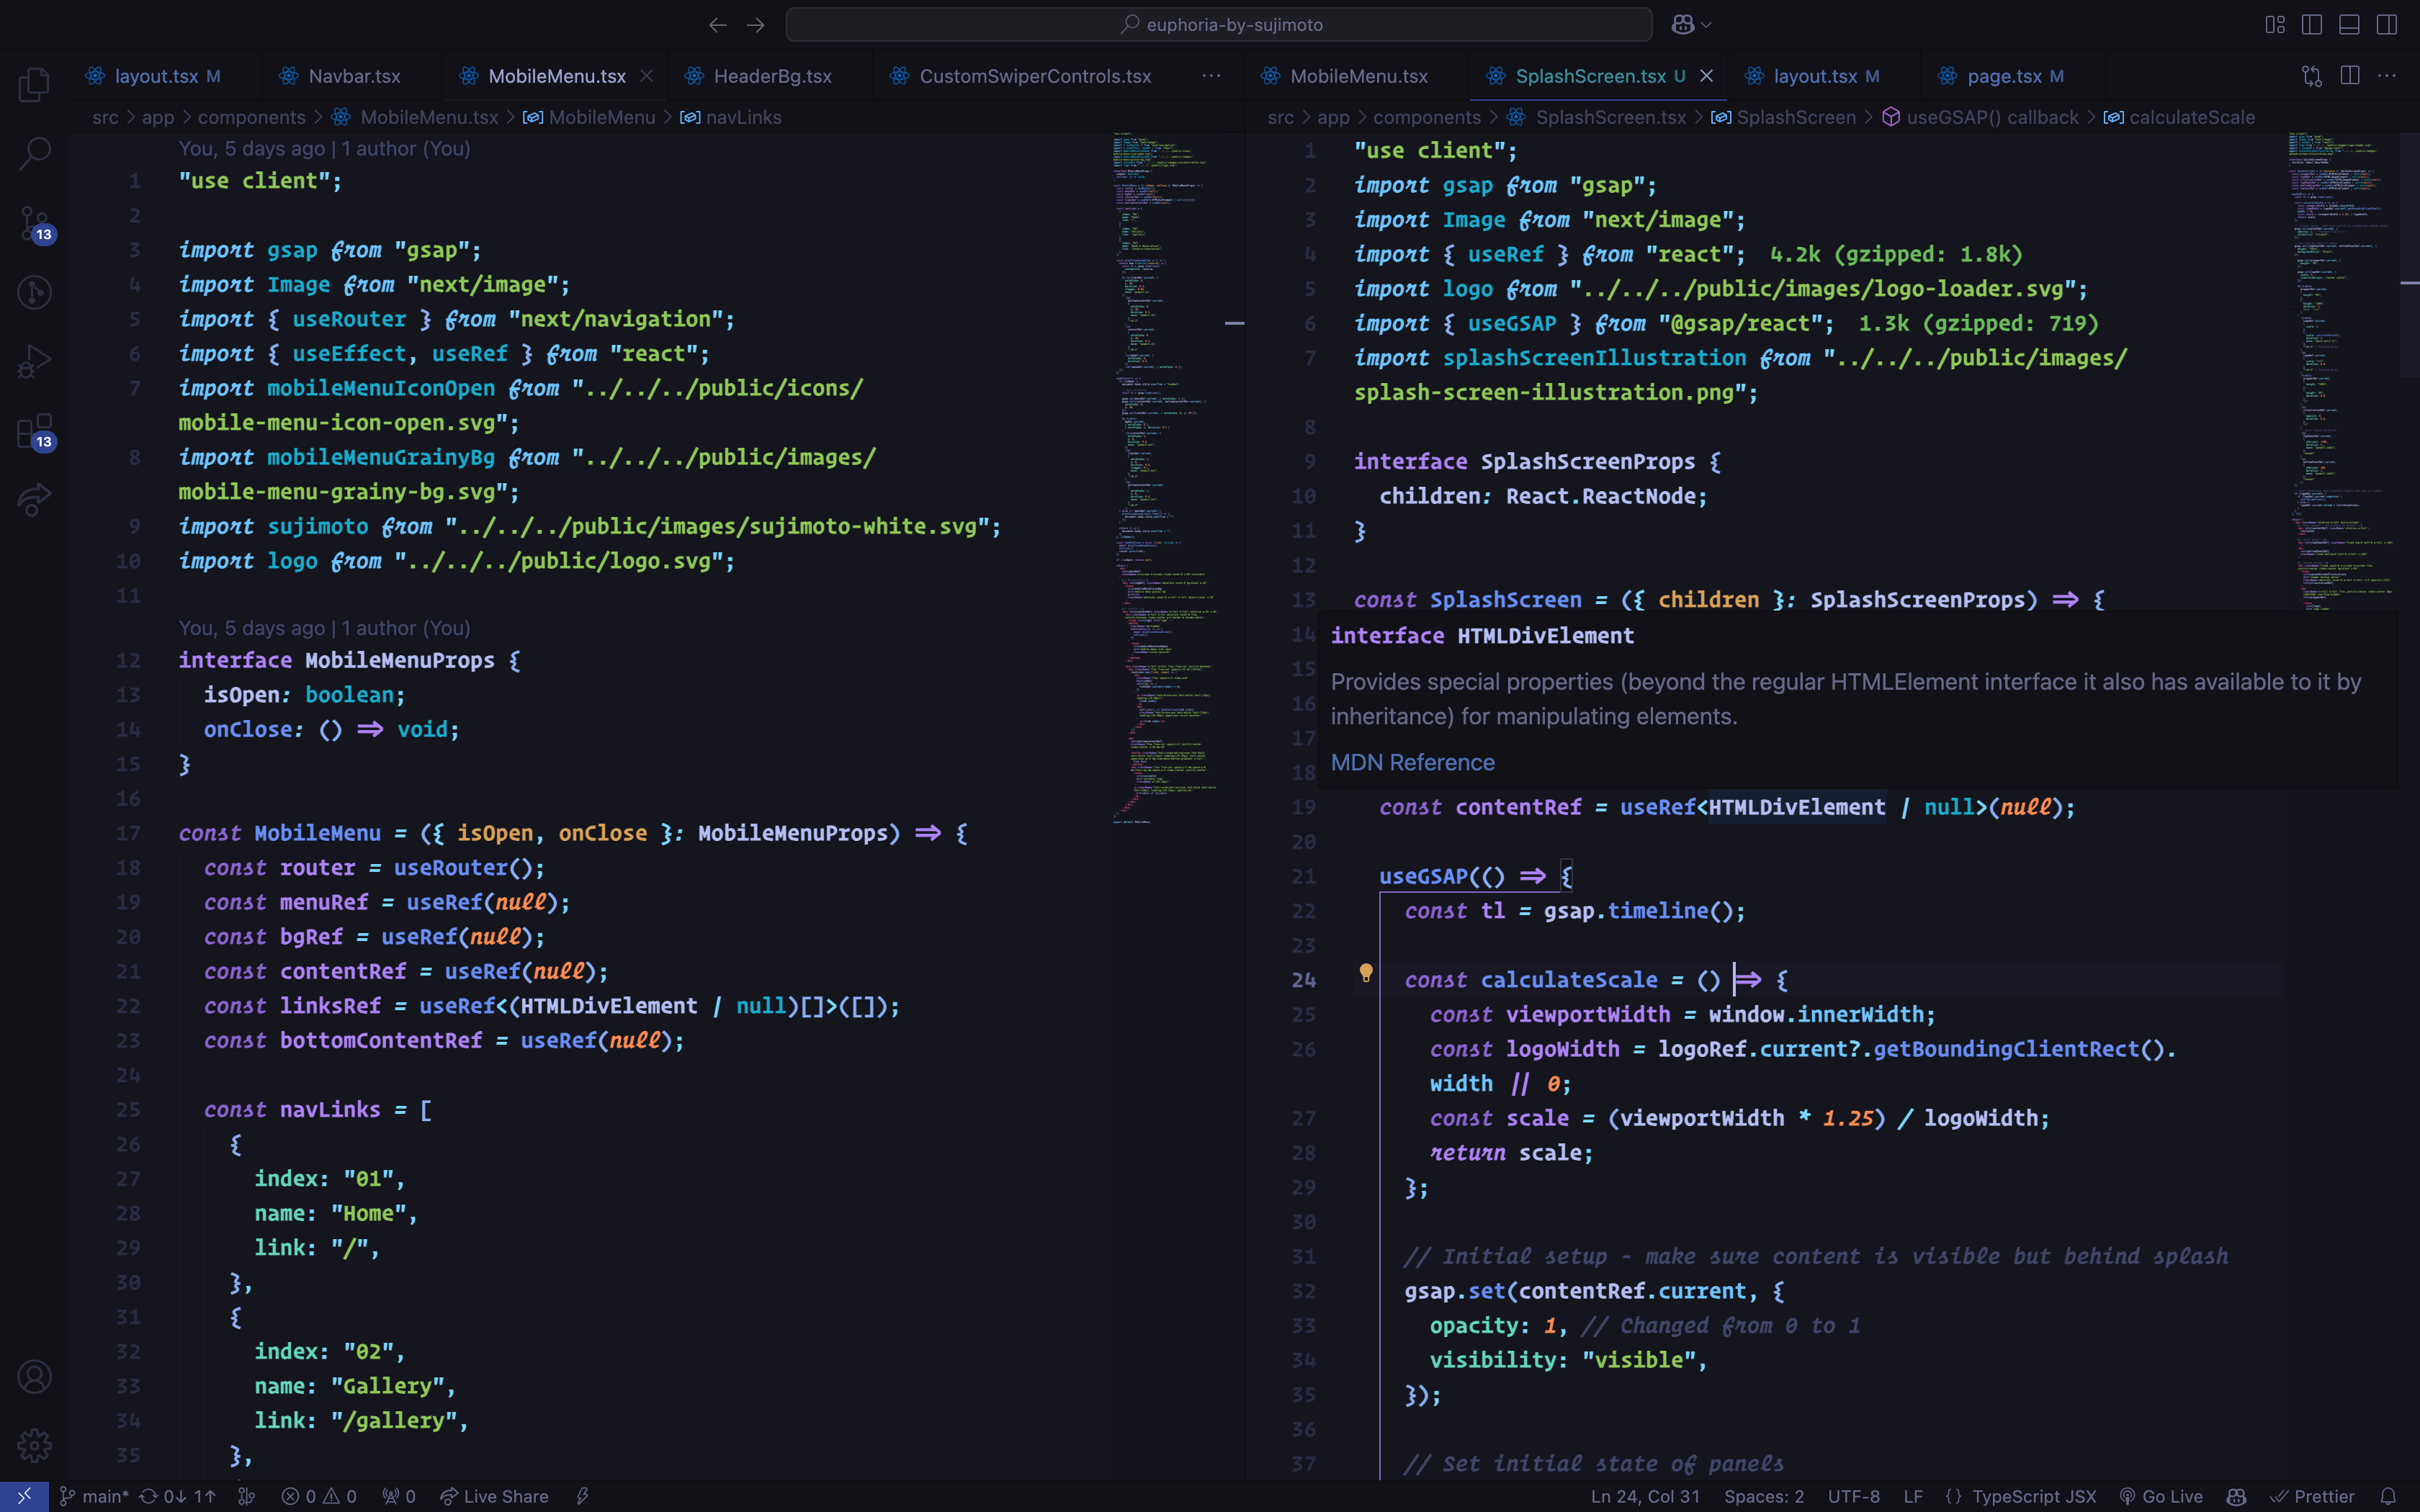 euphoria-by-sujimoto
layout.tsx M
Navbar.tsx
MobileMenu.tsx
HeaderBg.tsx
CustomSwiperControls.tsx
src > app > components > MobileMenu.tsx > MobileMenu > navLinks
You, 5 days ago | 1 author (You)
1 "use client";
2
3 import gsap from "gsap";
4 import Image from "next/image";
5 import { useRouter } from "next/navigation";
6 import { useEffect, useRef } from "react";
7 import mobileMenuIconOpen from "../../../public/icons/
mobile-menu-icon-open.svg";
8 import mobileMenuGrainyBg from "../../../public/images/
mobile-menu-grainy-bg.svg";
9 import sujimoto from "../../../public/images/sujimoto-white.svg";
10 import logo from "../../../public/logo.svg";
11
You, 5 days ago | 1 author (You)
12 interface MobileMenuProps {
13 isOpen: boolean;
14 onClose: () => void;
15 }
16
17 const MobileMenu = ({ isOpen, onClose }: MobileMenuProps) => {
18 const router = useRouter();
19 const menuRef = useRef(null);
20 const bgRef = useRef(null);
21 const contentRef = useRef(null);
22 const linksRef = useRef<(HTMLDivElement | null)[]>([]);
23 const bottomContentRef = useRef(null);
24
25 const navLinks = [
26 {
27 index: "01",
28 name: "Home",
29 link: "/",
30 },
31 {
32 index: "02",
33 name: "Gallery",
34 link: "/gallery",
35 },
MobileMenu.tsx
SplashScreen.tsx U
layout.tsx M
page.tsx M
src > app > components > SplashScreen.tsx > SplashScreen > useGSAP() callback > calculateScale
1 "use client";
2 import gsap from "gsap";
3 import Image from "next/image";
4 import { useRef } from "react"; 4.2k (gzipped: 1.8k)
5 import logo from "../../../public/images/logo-loader.svg";
6 import { useGSAP } from "@gsap/react"; 1.3k (gzipped: 719)
7 import splashScreenIllustration from "../../../public/images/
splash-screen-illustration.png";
8
9 interface SplashScreenProps {
10 children: React.ReactNode;
11 }
12
13 const SplashScreen = ({ children }: SplashScreenProps) => {
14 interface HTMLDivElement
15
Provides special properties (beyond the regular HTMLElement interface it also has available to it by
16
inheritance) for manipulating elements.
17
18 MDN Reference
19 const contentRef = useRef<HTMLDivElement | null>(null);
20
21 useGSAP(() => {
22 const tl = gsap.timeline();
23
24 const calculateScale = () => {
25 const viewportWidth = window.innerWidth;
26 const logoWidth = logoRef.current?.getBoundingClientRect().
width || 0;
27 const scale = (viewportWidth * 1.25) / logoWidth;
28 return scale;
29 };
30
31 // Initial setup - make sure content is visible but behind splash
32 gsap.set(contentRef.current, {
33 opacity: 1, // Changed from 0 to 1
34 visibility: "visible",
35 });
36
37 // Set initial state of panels
13
13
main* 0↓ 1↑ 0 0 0 Live Share
Ln 24, Col 31 Spaces: 2 UTF-8 LF {} TypeScript JSX Go Live Prettier